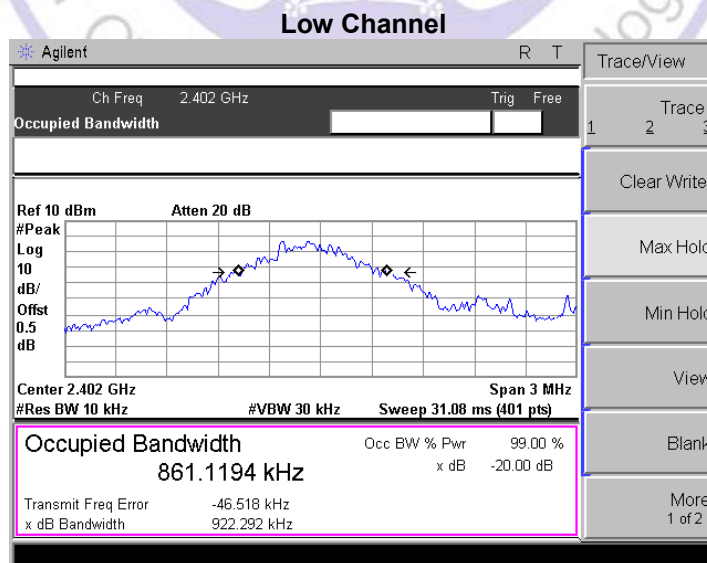 Low Channel
Agilent R T
Ch Freq 2.402 GHz Trig Free
Occupied Bandwidth
Ref 10 dBm Atten 20 dB
#Peak
Log
10
dB/
Offst
0.5
dB
Center 2.402 GHz Span 3 MHz
#Res BW 10 kHz #VBW 30 kHz Sweep 31.08 ms (401 pts)
Occupied Bandwidth
861.1194 kHz
Occ BW % Pwr 99.00 %
x dB -20.00 dB
Transmit Freq Error -46.518 kHz
x dB Bandwidth 922.292 kHz
Trace/View
Trace
1 2 3
Clear Write
Max Hold
Min Hold
View
Blank
More
1 of 2